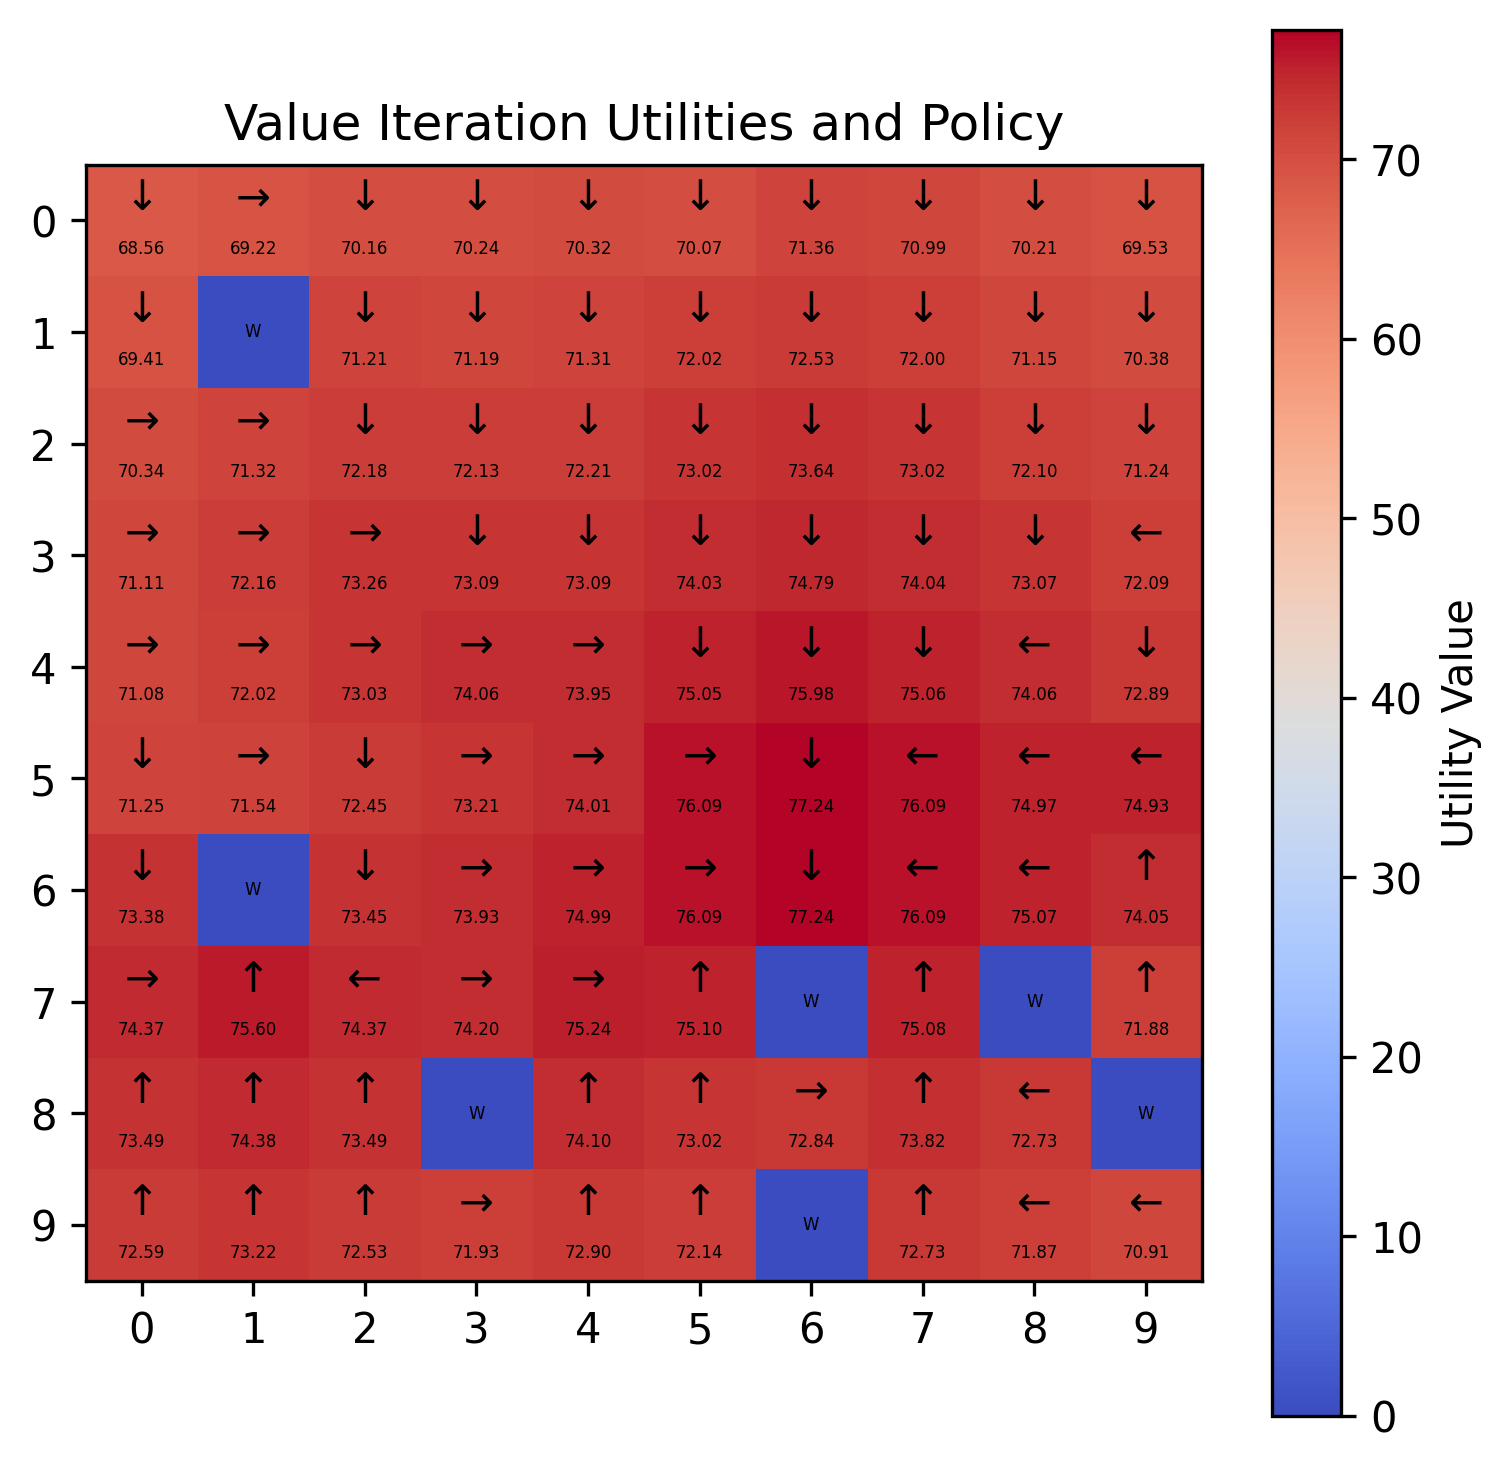 Value Iteration Utilities and Policy
↓ → ↓ ↓ ↓ ↓ ↓ ↓ ↓ ↓
0 68.56 69.22 70.16 70.24 70.32 70.07 71.36 70.99 70.21 69.53
↓ ↓ ↓ ↓ ↓ ↓ ↓ ↓ ↓
1 W
69.41 71.21 71.19 71.31 72.02 72.53 72.00 71.15 70.38
→ → ↓ ↓ ↓ ↓ ↓ ↓ ↓ ↓
2 70.34 71.32 72.18 72.13 72.21 73.02 73.64 73.02 72.10 71.24
→ → → ↓ ↓ ↓ ↓ ↓ ↓ ←
3 71.11 72.16 73.26 73.09 73.09 74.03 74.79 74.04 73.07 72.09
→ → → → → ↓ ↓ ↓ ← ↓
4 71.08 72.02 73.03 74.06 73.95 75.05 75.98 75.06 74.06 72.89
↓ → ↓ → → → ↓ ← ← ←
5 71.25 71.54 72.45 73.21 74.01 76.09 77.24 76.09 74.97 74.93
↓ ↓ → → → ↓ ← ← ↑
6 W
73.38 73.45 73.93 74.99 76.09 77.24 76.09 75.07 74.05
→ ↑ ← → → ↑ ↑ ↑
7 W W
74.37 75.60 74.37 74.20 75.24 75.10 75.08 71.88
↑ ↑ ↑ ↑ ↑ → ↑ ←
8 W W
73.49 74.38 73.49 74.10 73.02 72.84 73.82 72.73
↑ ↑ ↑ → ↑ ↑ ↑ ← ←
9 W
72.59 73.22 72.53 71.93 72.90 72.14 72.73 71.87 70.91
0 1 2 3 4 5 6 7 8 9
70
60
50
40
30
20
10
0
Utility Value